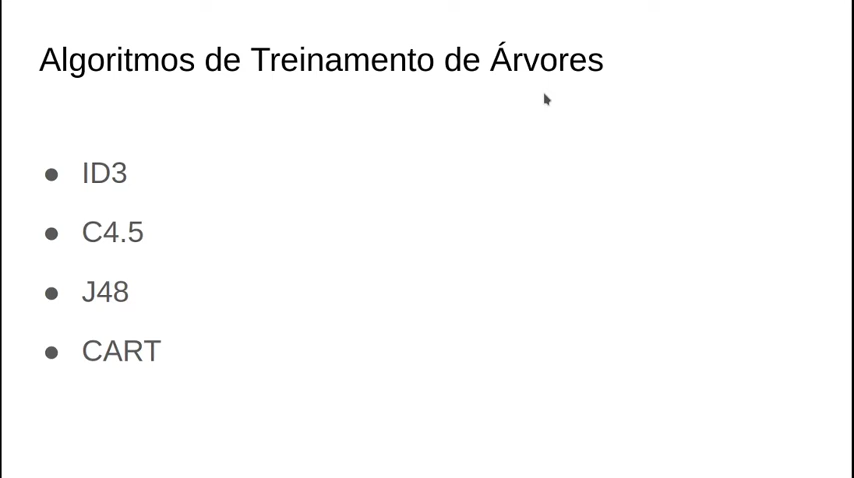 Algoritmos de Treinamento de Árvores
● ID3
● C4.5
● J48
● CART